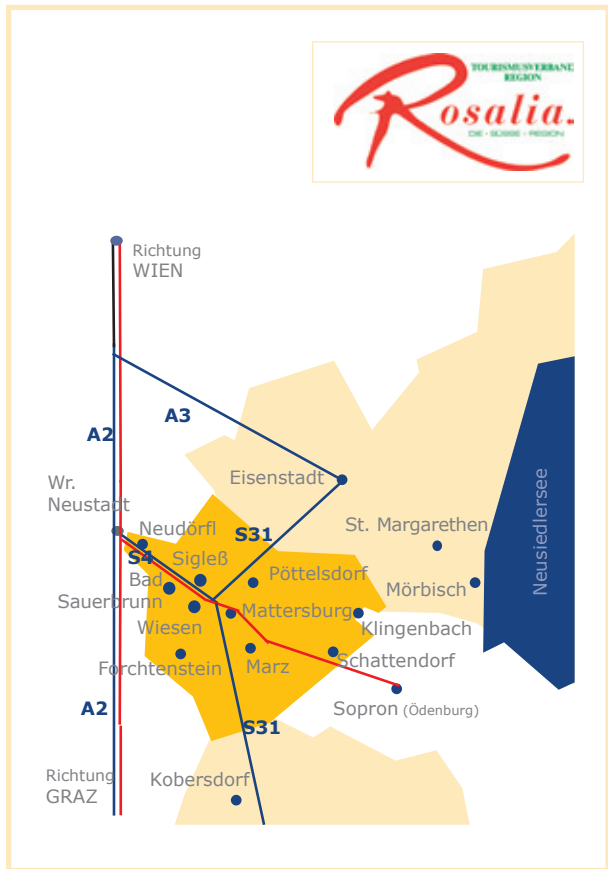 TOURISMUSVERBAND
REGION
Rosalia.
DIE · SÜSSE · REGION
Richtung
WIEN
A3
A2
Wr.
Neustadt
Eisenstadt
Neusiedlersee
St. Margarethen
Neudörfl
S31
S4
Sigleß
Bad
Sauerbrunn
Pöttelsdorf
Mörbisch
Wiesen
Mattersburg
Klingenbach
Forchtenstein
Marz
Schattendorf
A2
Sopron (Ödenburg)
S31
Richtung
GRAZ
Kobersdorf